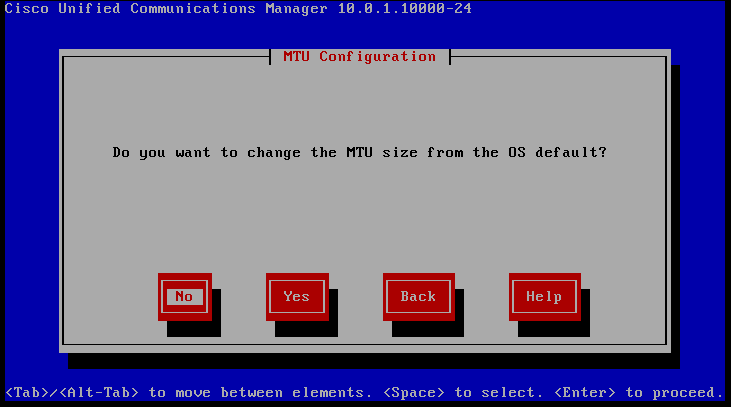 Cisco Unified Communications Manager 10.0.1.10000-24
MTU Configuration
Do you want to change the MTU size from the OS default?
No Yes Back Help
<Tab>/<Alt-Tab> to move between elements. <Space> to select. <Enter> to proceed.